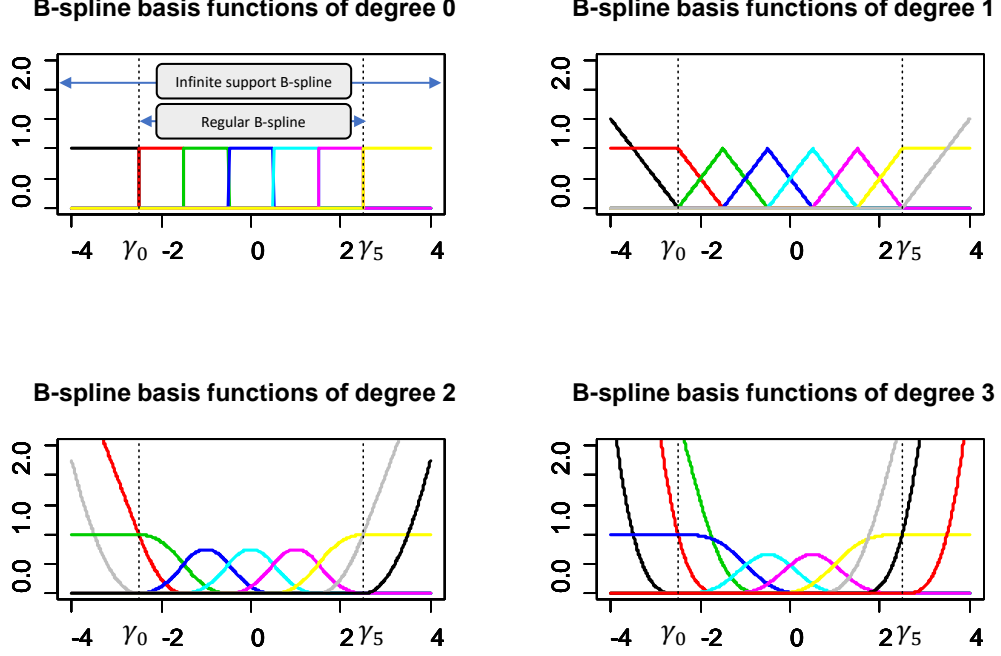 B-spline basis functions of degree 0
B-spline basis functions of degree 1
2.0
1.0
0.0
Infinite support B-spline
Regular B-spline
-4 γ0 -2 0 2 γ5 4
2.0
1.0
0.0
-4 γ0 -2 0 2 γ5 4
B-spline basis functions of degree 2
B-spline basis functions of degree 3
2.0
1.0
0.0
-4 γ0 -2 0 2 γ5 4
2.0
1.0
0.0
-4 γ0 -2 0 2 γ5 4